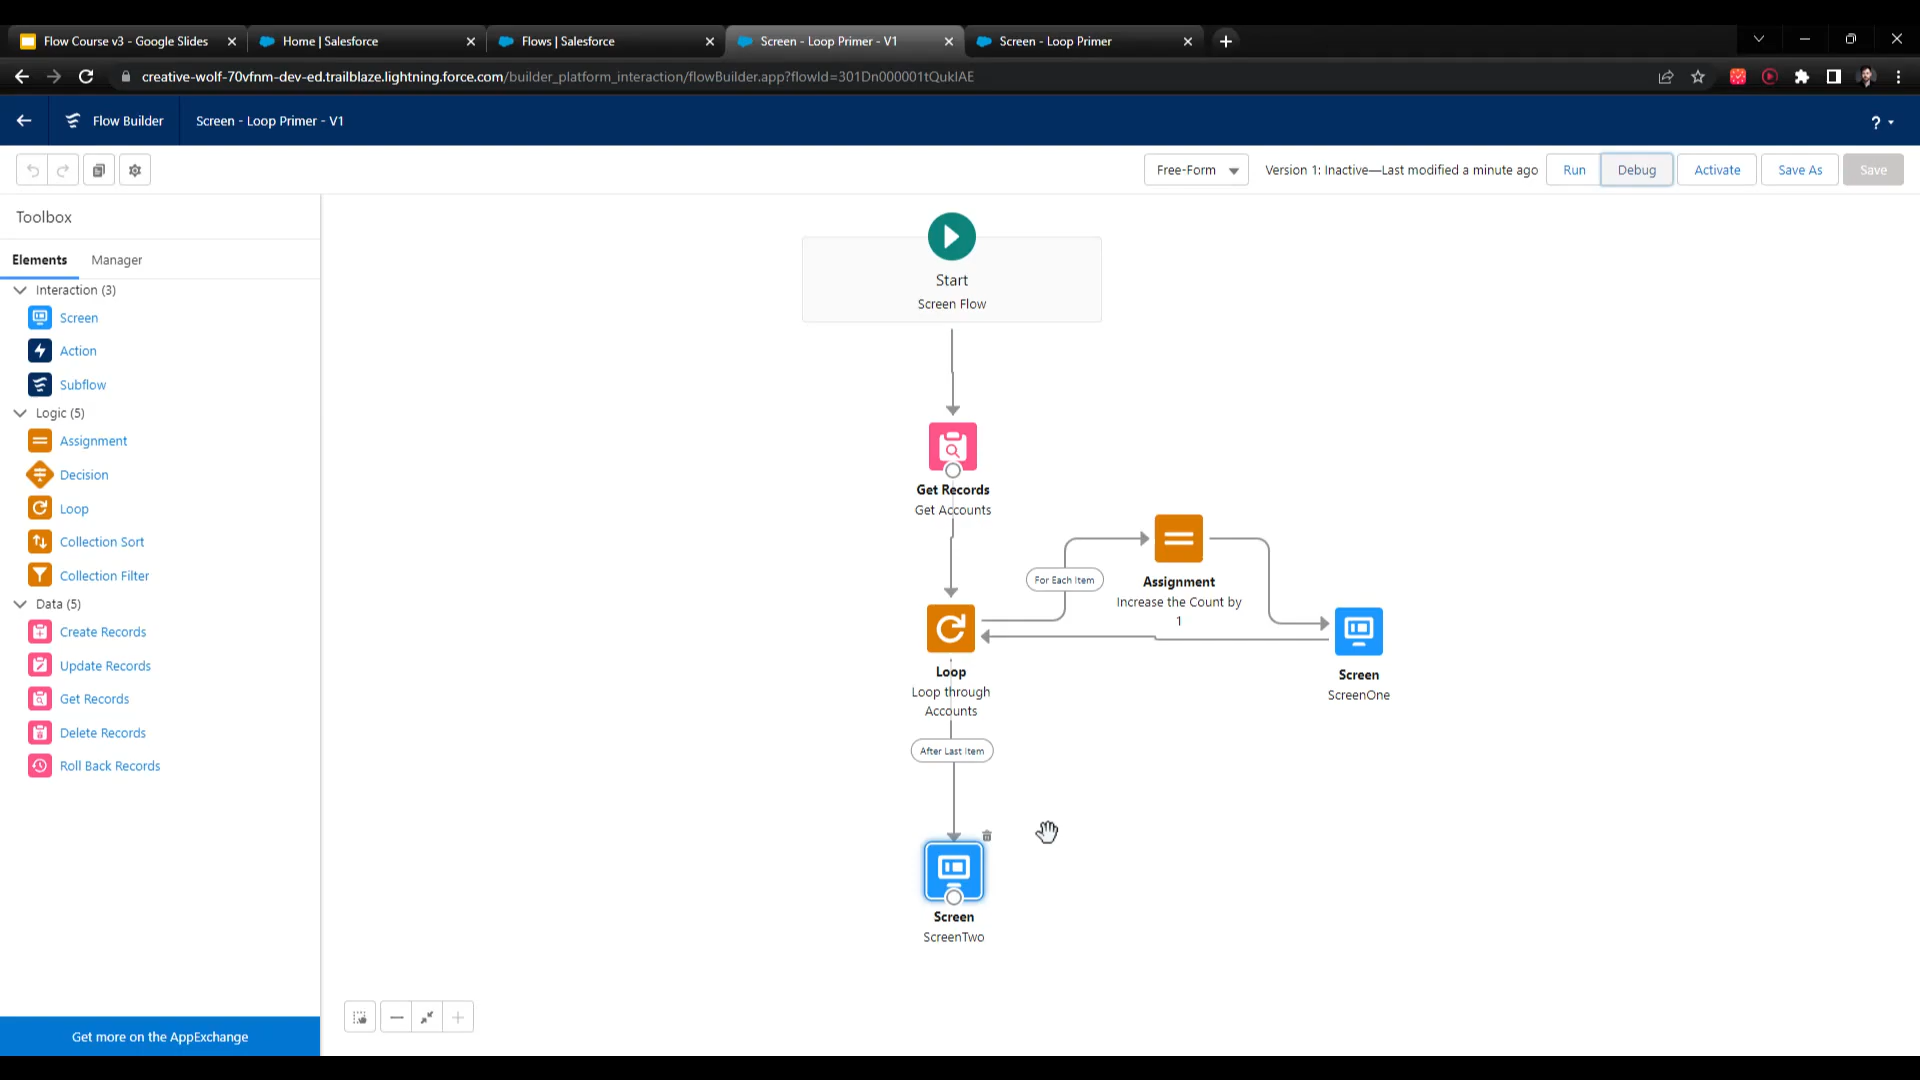 Flow Course v3 - Google Slides
Home | Salesforce
Flows | Salesforce
Screen - Loop Primer - V1
Screen - Loop Primer
creative-wolf-70vfnm-dev-ed.trailblaze.lightning.force.com/builder_platform_interaction/flowBuilder.app?flowId=301Dn000001tQukIAE
Flow Builder
Screen - Loop Primer - V1
?
Free-Form
Version 1: Inactive—Last modified a minute ago
Run
Debug
Activate
Save As
Save
Toolbox
Elements
Manager
Interaction (3)
Screen
Action
Subflow
Logic (5)
Assignment
Decision
Loop
Collection Sort
Collection Filter
Data (5)
Create Records
Update Records
Get Records
Delete Records
Roll Back Records
Get more on the AppExchange
Start
Screen Flow
Get Records
Get Accounts
For Each Item
Assignment
Increase the Count by
1
Screen
ScreenOne
Loop
Loop through
Accounts
After Last Item
Screen
ScreenTwo